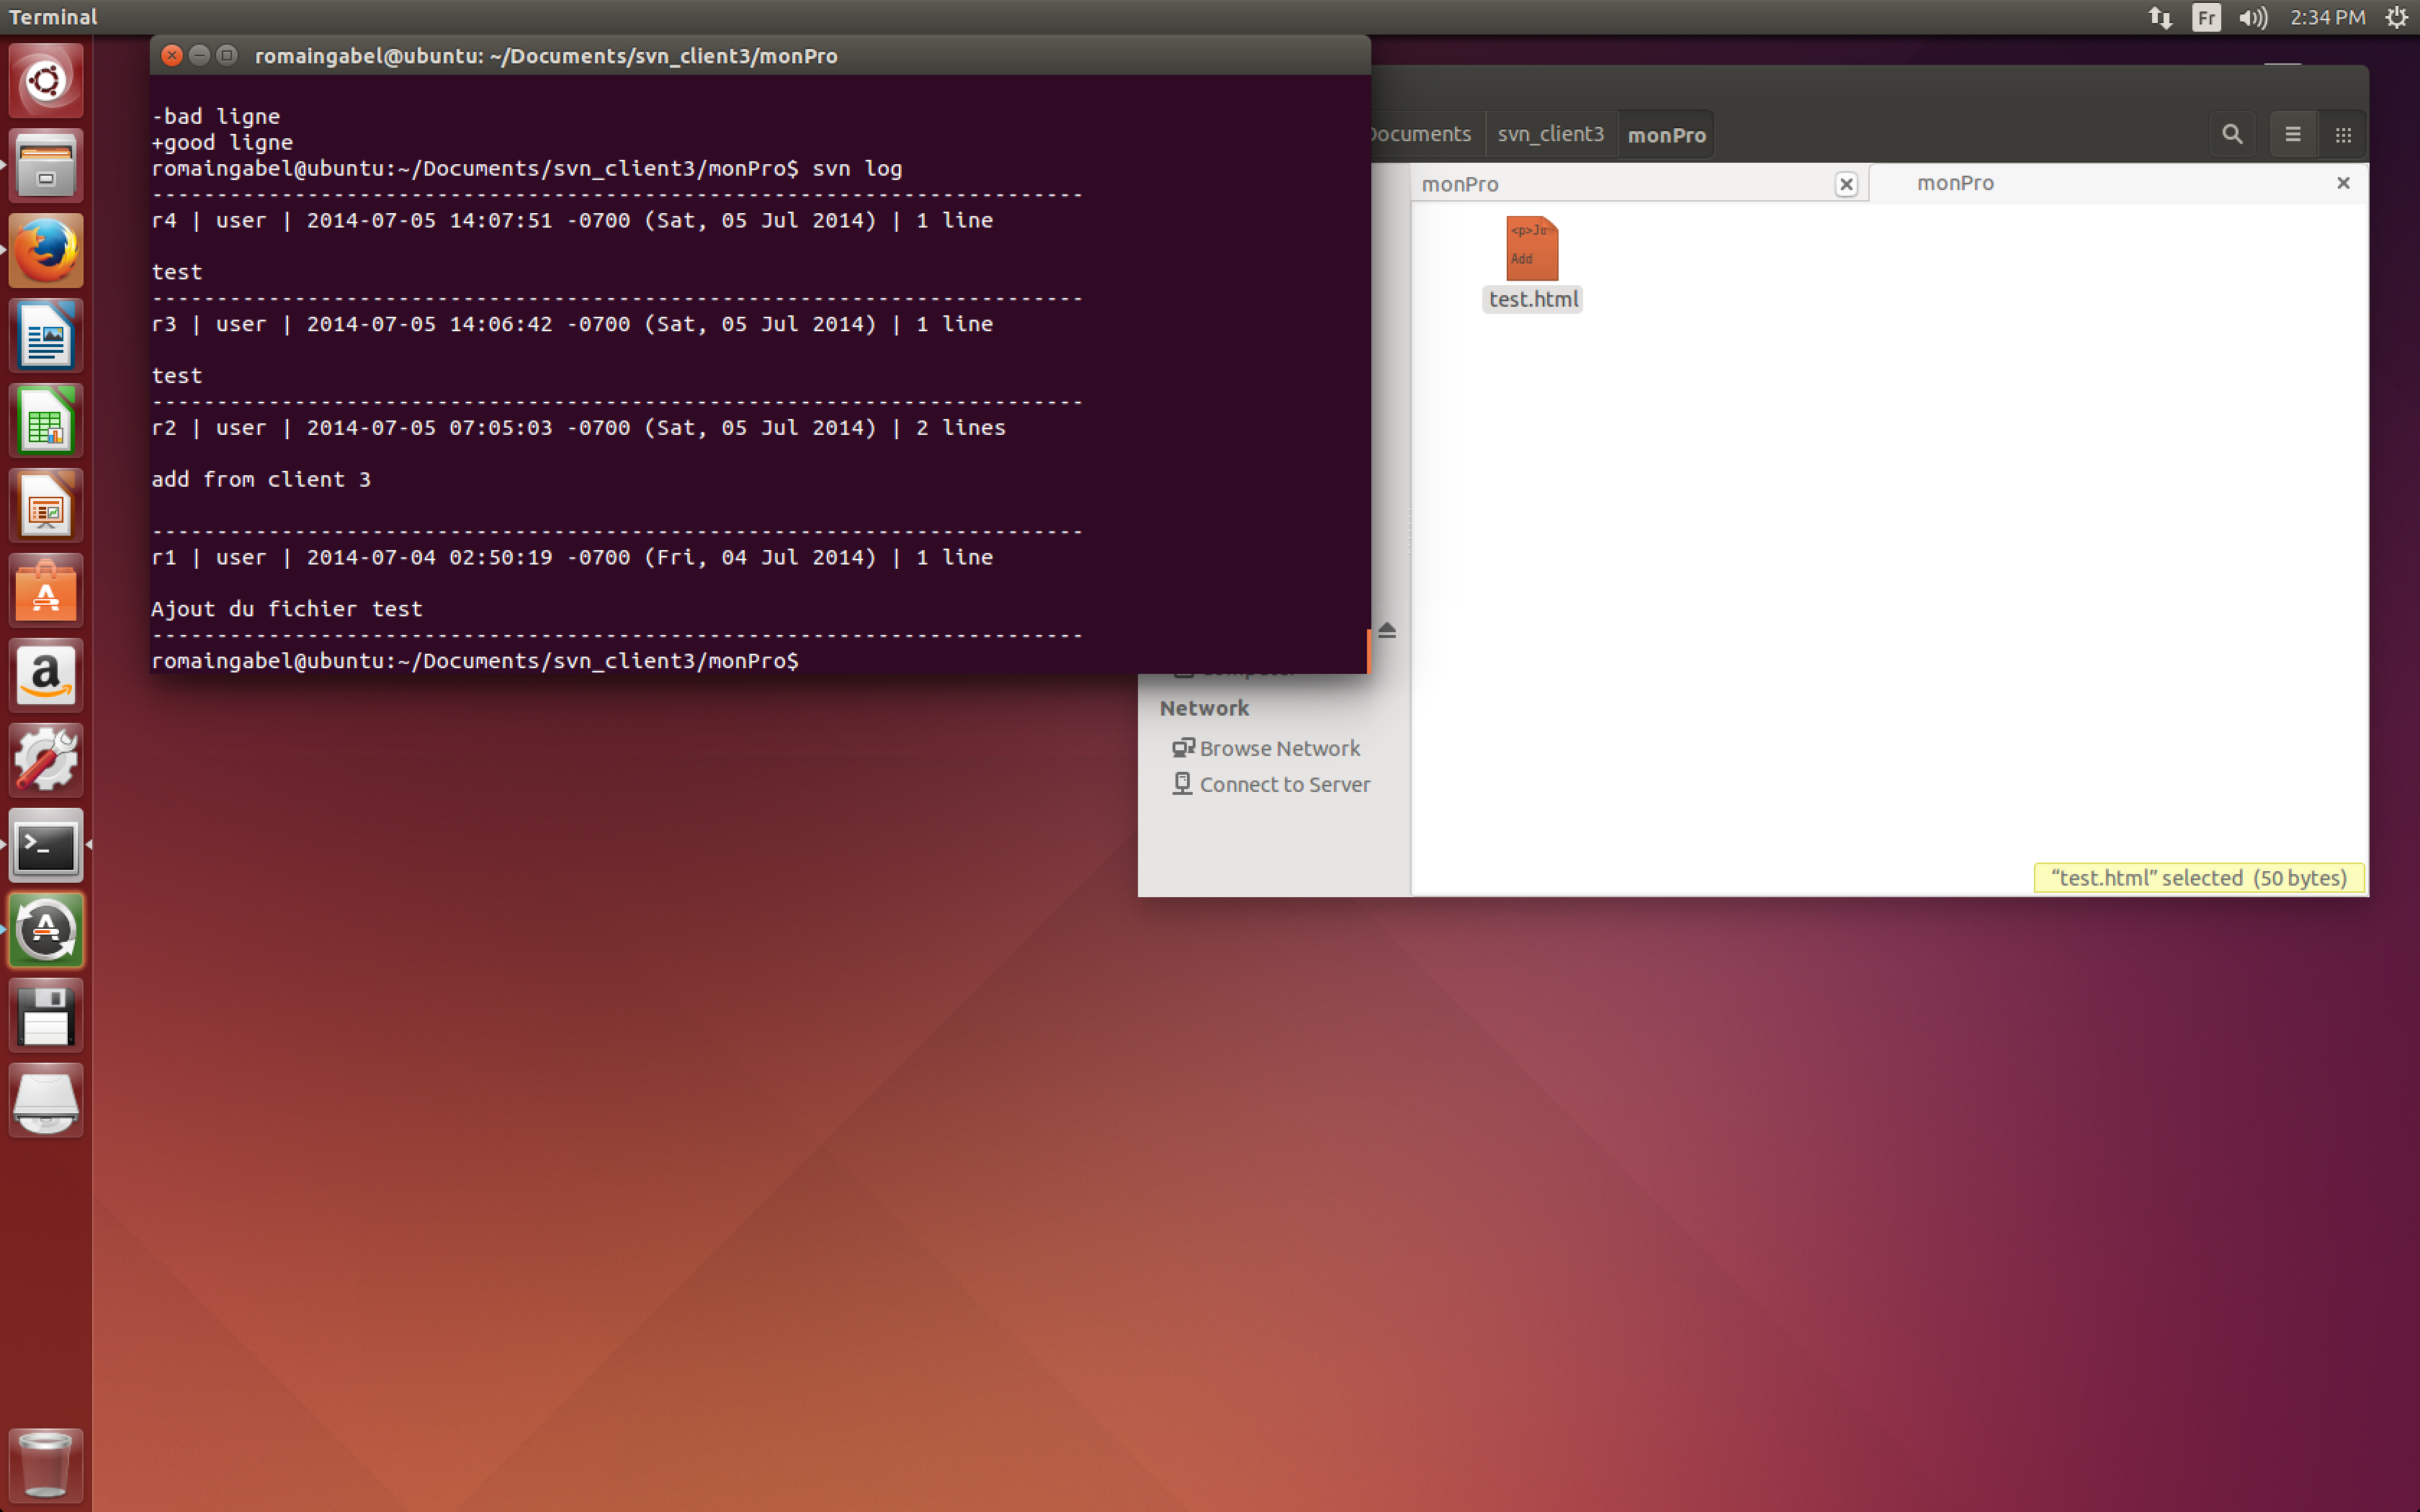 Terminal
Fr
2:34 PM
romaingabel@ubuntu: ~/Documents/svn_client3/monPro
-bad ligne
+good ligne
romaingabel@ubuntu:~/Documents/svn_client3/monPro$ svn log
------------------------------------------------------------------------
r4 | user | 2014-07-05 14:07:51 -0700 (Sat, 05 Jul 2014) | 1 line
test
------------------------------------------------------------------------
r3 | user | 2014-07-05 14:06:42 -0700 (Sat, 05 Jul 2014) | 1 line
test
------------------------------------------------------------------------
r2 | user | 2014-07-05 07:05:03 -0700 (Sat, 05 Jul 2014) | 2 lines
add from client 3
------------------------------------------------------------------------
r1 | user | 2014-07-04 02:50:19 -0700 (Fri, 04 Jul 2014) | 1 line
Ajout du fichier test
------------------------------------------------------------------------
romaingabel@ubuntu:~/Documents/svn_client3/monPro$
Documents
svn_client3
monPro
monPro
monPro
<p>Ju
Add
test.html
Network
Browse Network
Connect to Server
“test.html” selected (50 bytes)